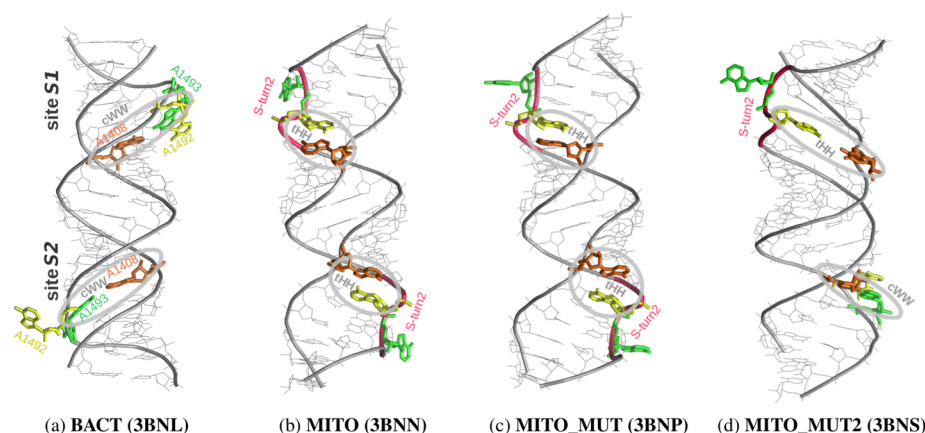 site S1
cWW
A1493
A1408
A1492
site S2
A1408
cWW
A1493
A1492
(a) BACT (3BNL)
S-turn2
tHH
tHH
S-turn2
(b) MITO (3BNN)
S-turn2
tHH
tHH
S-turn2
(c) MITO_MUT (3BNP)
S-turn2
tHH
cWW
(d) MITO_MUT2 (3BNS)